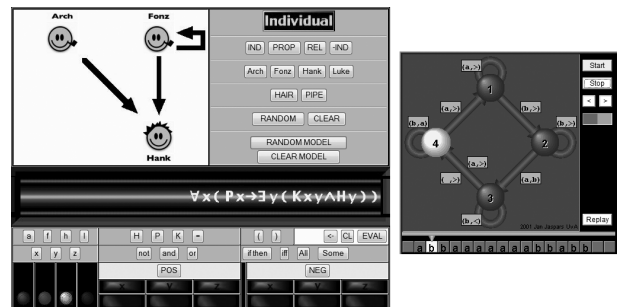 Arch Fonz
Hank
Individual
IND PROP REL -IND
Arch Fonz Hank Luke
HAIR PIPE
RANDOM CLEAR
RANDOM MODEL
CLEAR MODEL
∀x(Px→∃y(Kxy∧Hy))
a f h l H P K = ( ) <- CL EVAL
x y z not and or if then iff All Some
POS NEG
x y z x y z
{a,>}
1
{a,>} {b,>}
{b,a} {b,>}
4 2
{a,>} {a,b}
{_,>}
3
{b,<}
2001 Jan Jaspars UvA
Start
Stop
< >
Replay
a b b a a a a a a a b b a b b